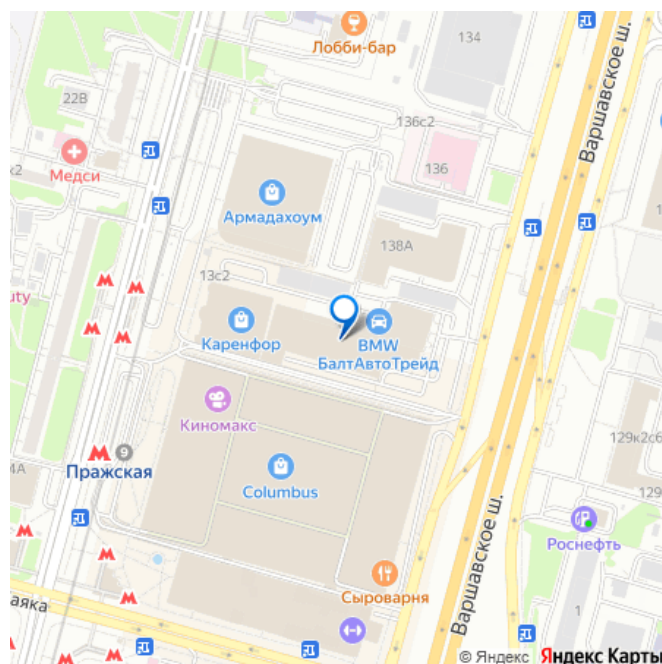 Лобби-бар
134
Варшавское ш.
22В
136с2
Медси
136
Армадахоум
138А
13с2
Каренфор
BMW
БалтАвтоТрейд
Киномакс
9
Пражская
Columbus
129к2с6
129
Роснефть
Сыроварня
Варшавское ш.
1
© Яндекс Яндекс Карты